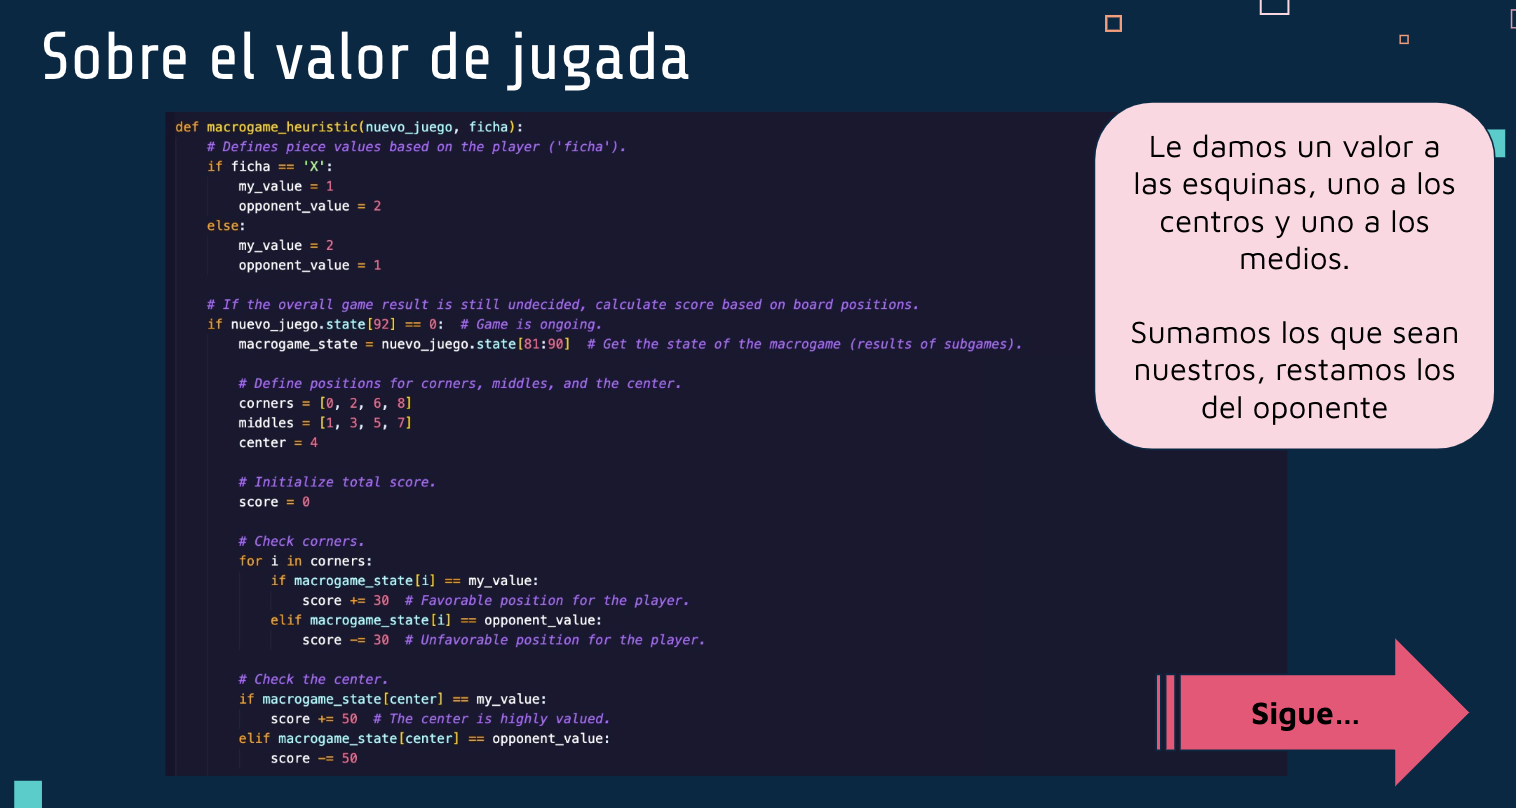 Sobre el valor de jugada
def macrogame_heuristic(nuevo_juego, ficha):
    # Defines piece values based on the player ('ficha').
    if ficha == 'X':
        my_value = 1
        opponent_value = 2
    else:
        my_value = 2
        opponent_value = 1
    # If the overall game result is still undecided, calculate score based on board positions.
    if nuevo_juego.state[92] == 0:  # Game is ongoing.
        macrogame_state = nuevo_juego.state[81:90]  # Get the state of the macrogame (results of subgames).
        # Define positions for corners, middles, and the center.
        corners = [0, 2, 6, 8]
        middles = [1, 3, 5, 7]
        center = 4
        # Initialize total score.
        score = 0
        # Check corners.
        for i in corners:
            if macrogame_state[i] == my_value:
                score += 30  # Favorable position for the player.
            elif macrogame_state[i] == opponent_value:
                score -= 30  # Unfavorable position for the player.
        # Check the center.
        if macrogame_state[center] == my_value:
            score += 50  # The center is highly valued.
        elif macrogame_state[center] == opponent_value:
            score -= 50
Le damos un valor a
las esquinas, uno a los
centros y uno a los
medios.
Sumamos los que sean
nuestros, restamos los
del oponente
Sigue...